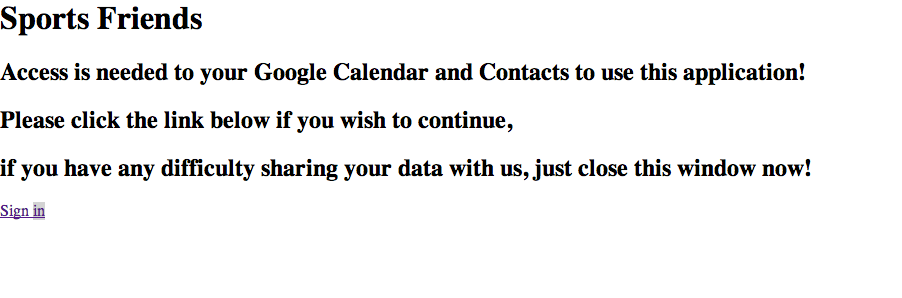 Sports Friends
Access is needed to your Google Calendar and Contacts to use this application!
Please click the link below if you wish to continue,
if you have any difficulty sharing your data with us, just close this window now!
Sign in